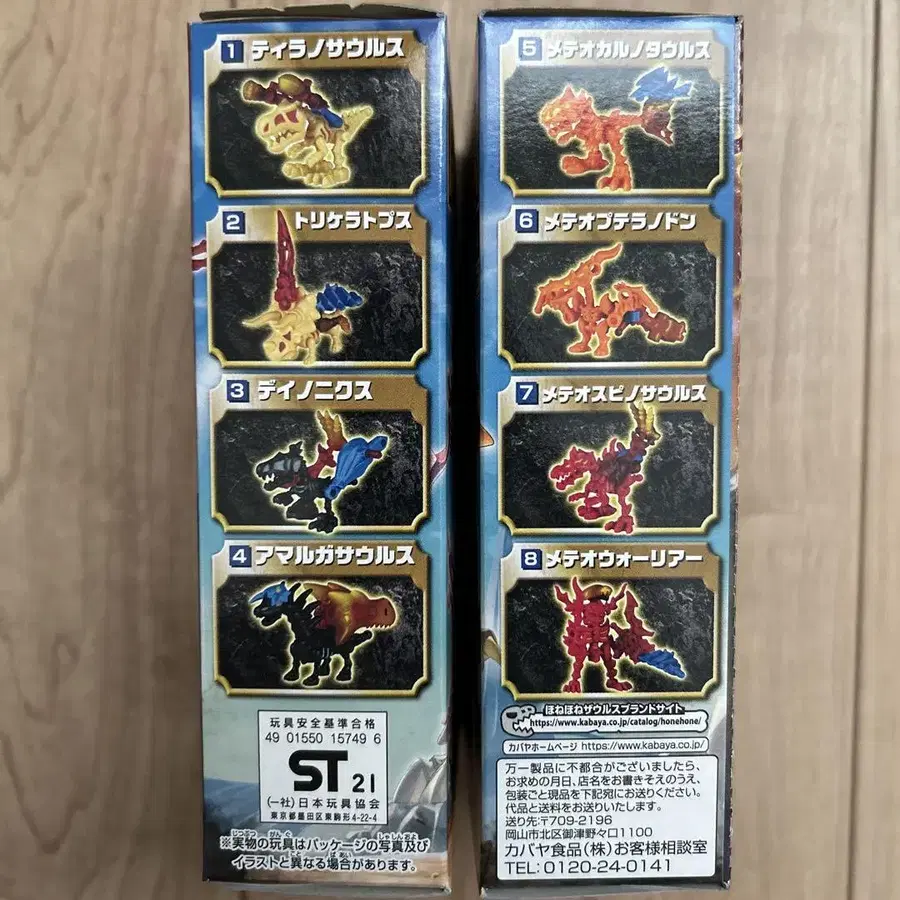 1 ティラノサウルス
2 トリケラトプス
3 デイノニクス
4 アマルガサウルス
玩具安全基準合格
49 01550 15749 6
ST 21
(一社)日本玩具協会
東京都墨田区東駒形4-22-4
※実物の玩具はパッケージの写真及び
イラストと異なる場合があります。
5 メテオカルノタウルス
6 メテオプテラノドン
7 メテオスピノサウルス
8 メテオウォーリアー
ほねほねザウルスブランドサイト
https://www.kabaya.co.jp/catalog/honehone/
カバヤホームページ https://www.kabaya.co.jp/
万一製品に不都合がございましたら、
お求めの月日、店名をお書きそえのうえ、
包装ごと現品を下記宛にお送りください。
代品と送料をお送りいたします。
送り先:〒709-2196
岡山市北区御津野々口1100
カバヤ食品(株)お客様相談室
TEL: 0120-24-0141